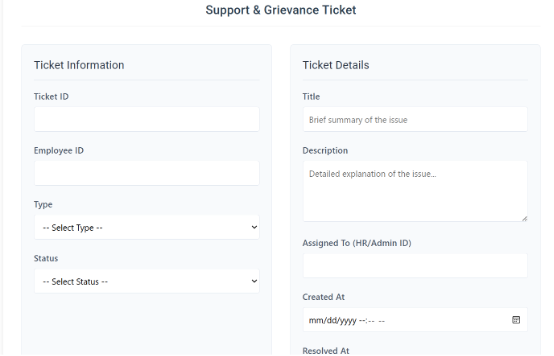 Support & Grievance Ticket
Ticket Information
Ticket ID
Employee ID
Type
-- Select Type --
Status
-- Select Status --
Ticket Details
Title
Brief summary of the issue
Description
Detailed explanation of the issue...
Assigned To (HR/Admin ID)
Created At
mm/dd/yyyy --:-- --
Resolved At